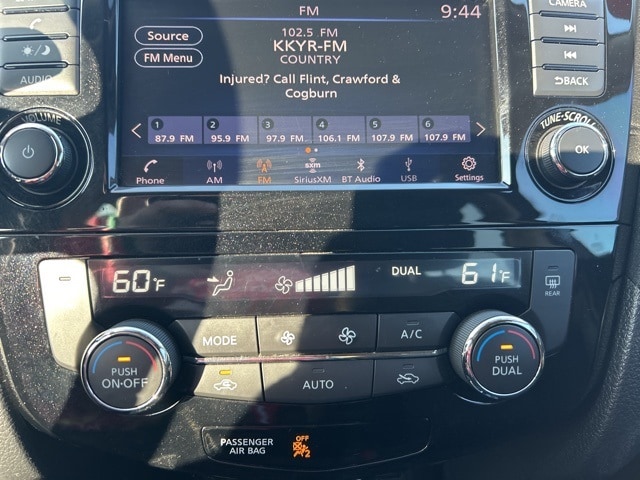 FM
9:44
CAMERA
Source
102.5 FM
KKYR-FM
COUNTRY
FM Menu
Injured? Call Flint, Crawford &
Cogburn
BACK
AUDIO
VOLUME
TUNE·SCROLL
OK
1 2 3 4 5 6
87.9 FM 95.9 FM 97.9 FM 106.1 FM 107.9 FM 107.9 FM
Phone AM FM sxm SiriusXM BT Audio USB Settings
60°F DUAL 61°F
REAR
MODE A/C
PUSH
ON·OFF
AUTO
PUSH
DUAL
PASSENGER
AIR BAG
OFF
2